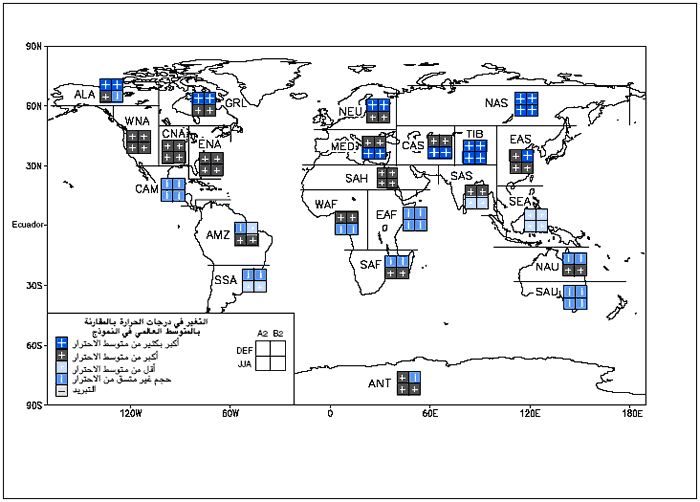 90N
60N
30N
Ecuador
30S
60S
90S
120W
60W
0
60E
120E
180E
ALA
GRL
WNA
CNA
ENA
CAM
AMZ
SSA
NEU
MED
SAH
WAF
EAF
SAF
CAS
TIB
NAS
EAS
SAS
SEA
NAU
SAU
ANT
التغير في درجات الحرارة بالمقارنة
بالمتوسط العالمي في النموذج
أكبر بكثير من متوسط الاحترار
أكبر من متوسط الاحترار
أقل من متوسط الاحترار
حجم غير متسق من الاحترار
التبريد
A2 B2
DEF
JJA